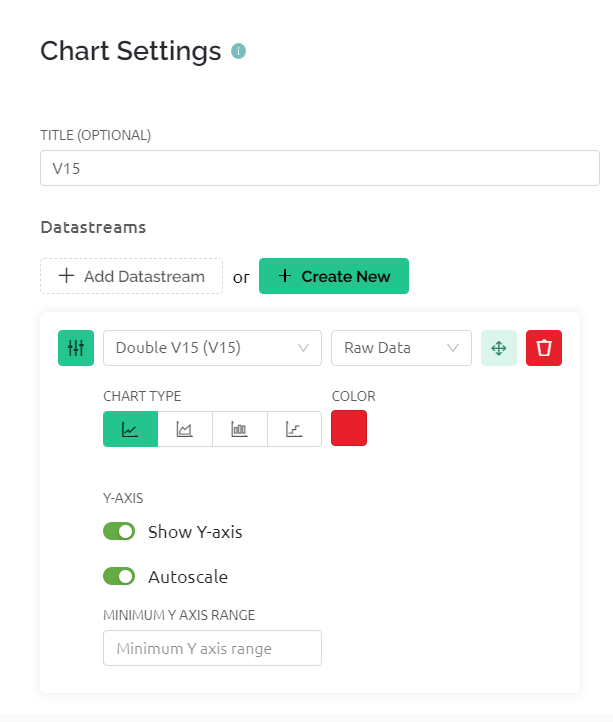 Chart Settings
TITLE (OPTIONAL)
V15
Datastreams
+ Add Datastream or + Create New
Double V15 (V15) Raw Data
CHART TYPE COLOR
Y-AXIS
Show Y-axis
Autoscale
MINIMUM Y AXIS RANGE
Minimum Y axis range